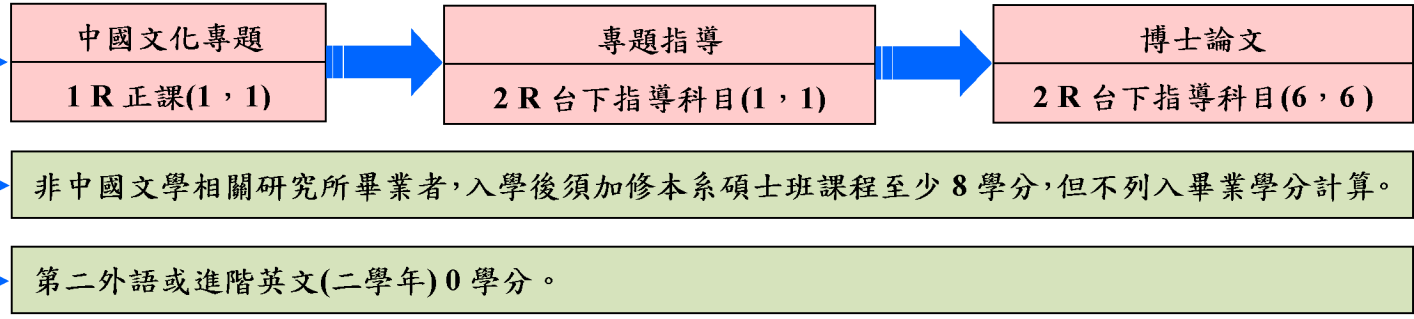 中國文化專題
1 R 正課(1，1)
專題指導
2 R 台下指導科目(1，1)
博士論文
2 R 台下指導科目(6，6 )
非中國文學相關研究所畢業者，入學後須加修本系碩士班課程至少 8 學分，但不列入畢業學分計算。
第二外語或進階英文(二學年) 0 學分。